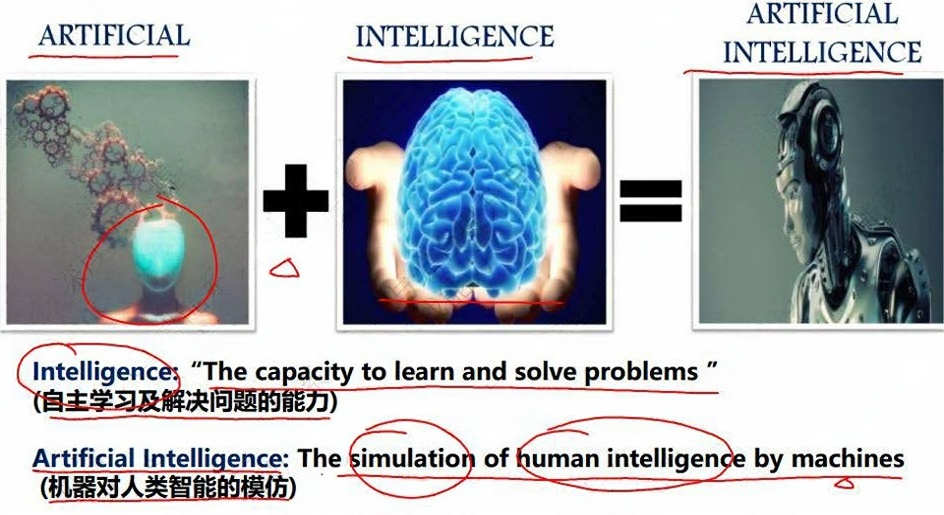 ARTIFICIAL
INTELLIGENCE
ARTIFICIAL
INTELLIGENCE
Intelligence: “The capacity to learn and solve problems ”
(自主学习及解决问题的能力)
Artificial Intelligence: The simulation of human intelligence by machines
(机器对人类智能的模仿)